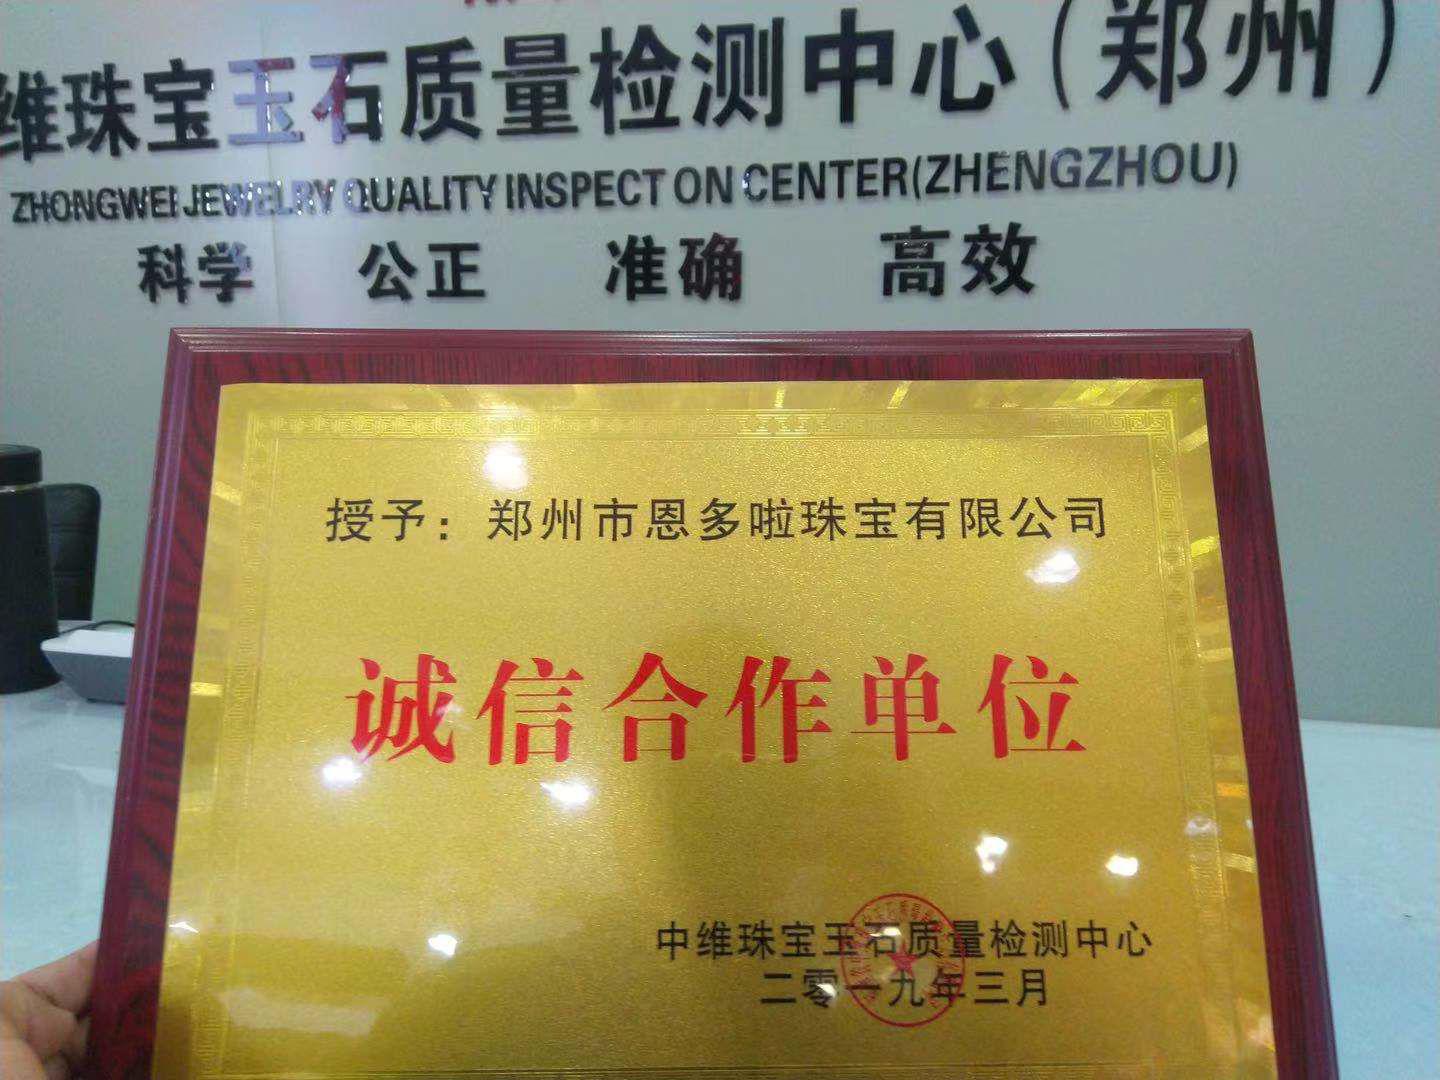 维珠宝玉石质量检测中心(郑州)
ZHONGWEI JEWELRY QUALITY INSPECT ON CENTER(ZHENGZHOU)
科学 公正 准确 高效
授予：郑州市恩多啦珠宝有限公司
诚信合作单位
中维珠宝玉石质量检测中心
二零一九年三月